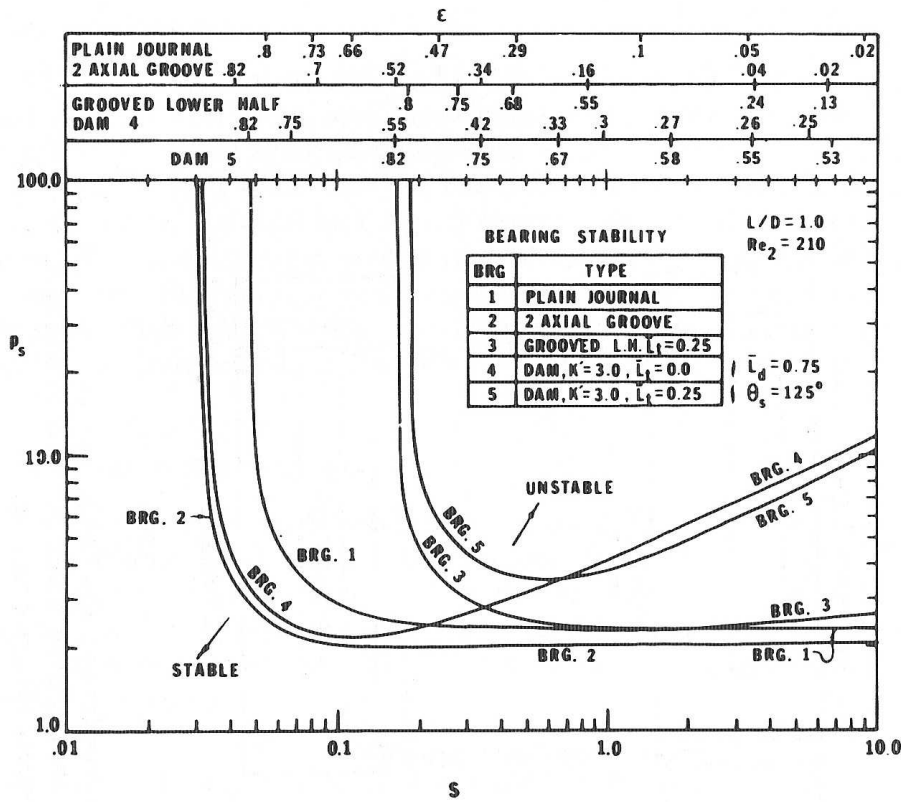 ε
PLAIN JOURNAL .8 .73 .66 .47 .29 .1 .05 .02
2 AXIAL GROOVE .82 .7 .52 .34 .16 .04 .02
GROOVED LOWER HALF .8 .75 .68 .55 .24 .13
DAM 4 .82 .75 .55 .42 .33 .3 .27 .26 .25
DAM 5 .82 .75 .67 .58 .55 .53
100.0
BEARING STABILITY
L/D=1.0
Re₂=210
BRG TYPE
1 PLAIN JOURNAL
2 2 AXIAL GROOVE
3 GROOVED L.H. L̄t=0.25
4 DAM, K′=3.0, L̄t=0.0
5 DAM, K′=3.0, L̄t=0.25
L̄d=0.75
θs=125°
Ps
10.0
BRG. 4
BRG. 5
UNSTABLE
BRG. 2
BRG. 1
BRG. 5
BRG. 3
BRG. 4
BRG. 3
STABLE
BRG. 2
BRG. 1
1.0
.01 0.1 1.0 10.0
S